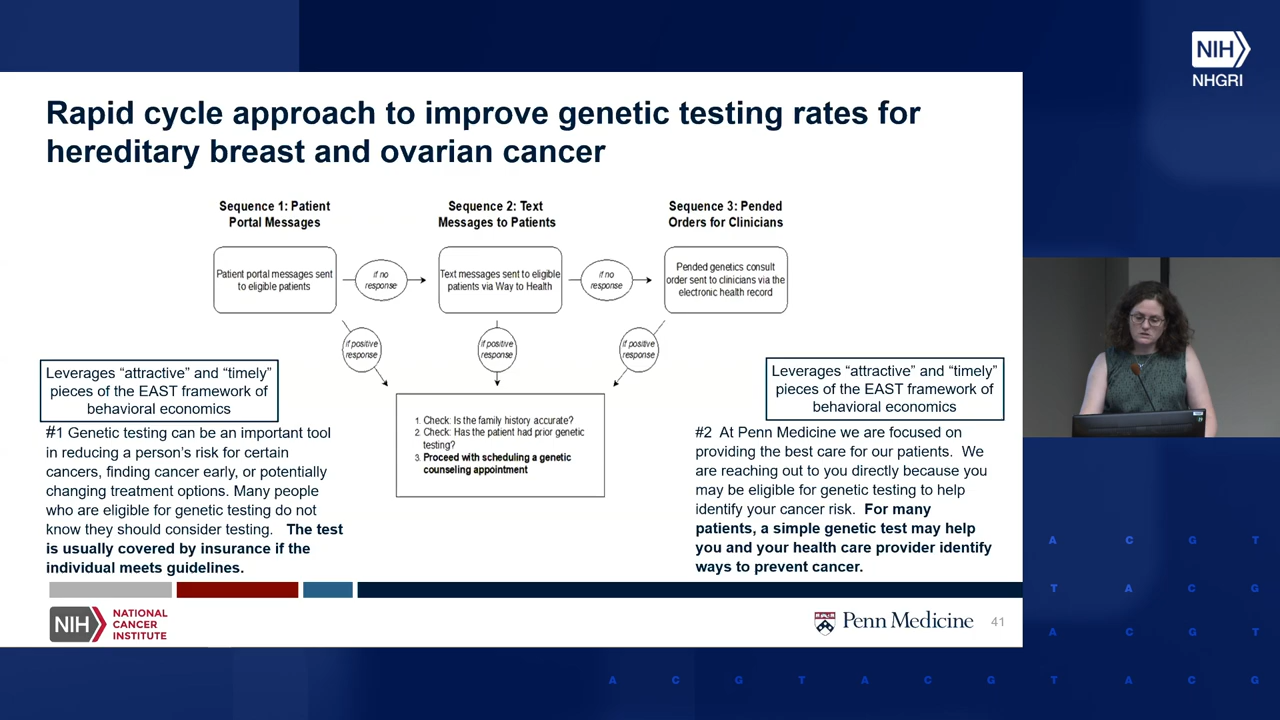 NIH
NHGRI
Rapid cycle approach to improve genetic testing rates for
hereditary breast and ovarian cancer
Sequence 1: Patient
Portal Messages
Sequence 2: Text
Messages to Patients
Sequence 3: Pended
Orders for Clinicians
Patient portal messages sent
to eligible patients
if no
response
Text messages sent to eligible
patients via Way to Health
if no
response
Pended genetics consult
order sent to clinicians via the
electronic health record
if positive
response
if positive
response
if positive
response
Leverages “attractive” and “timely”
pieces of the EAST framework of
behavioral economics
Leverages “attractive” and “timely”
pieces of the EAST framework of
behavioral economics
1. Check: Is the family history accurate?
2. Check: Has the patient had prior genetic
testing?
3. Proceed with scheduling a genetic
counseling appointment
#1 Genetic testing can be an important tool
in reducing a person’s risk for certain
cancers, finding cancer early, or potentially
changing treatment options. Many people
who are eligible for genetic testing do not
know they should consider testing. The test
is usually covered by insurance if the
individual meets guidelines.
#2 At Penn Medicine we are focused on
providing the best care for our patients. We
are reaching out to you directly because you
may be eligible for genetic testing to help
identify your cancer risk. For many
patients, a simple genetic test may help
you and your health care provider identify
ways to prevent cancer.
NIH
NATIONAL
CANCER
INSTITUTE
Penn Medicine
41
A C G T
T A C G
A C G T
A C G T A C G T A C G